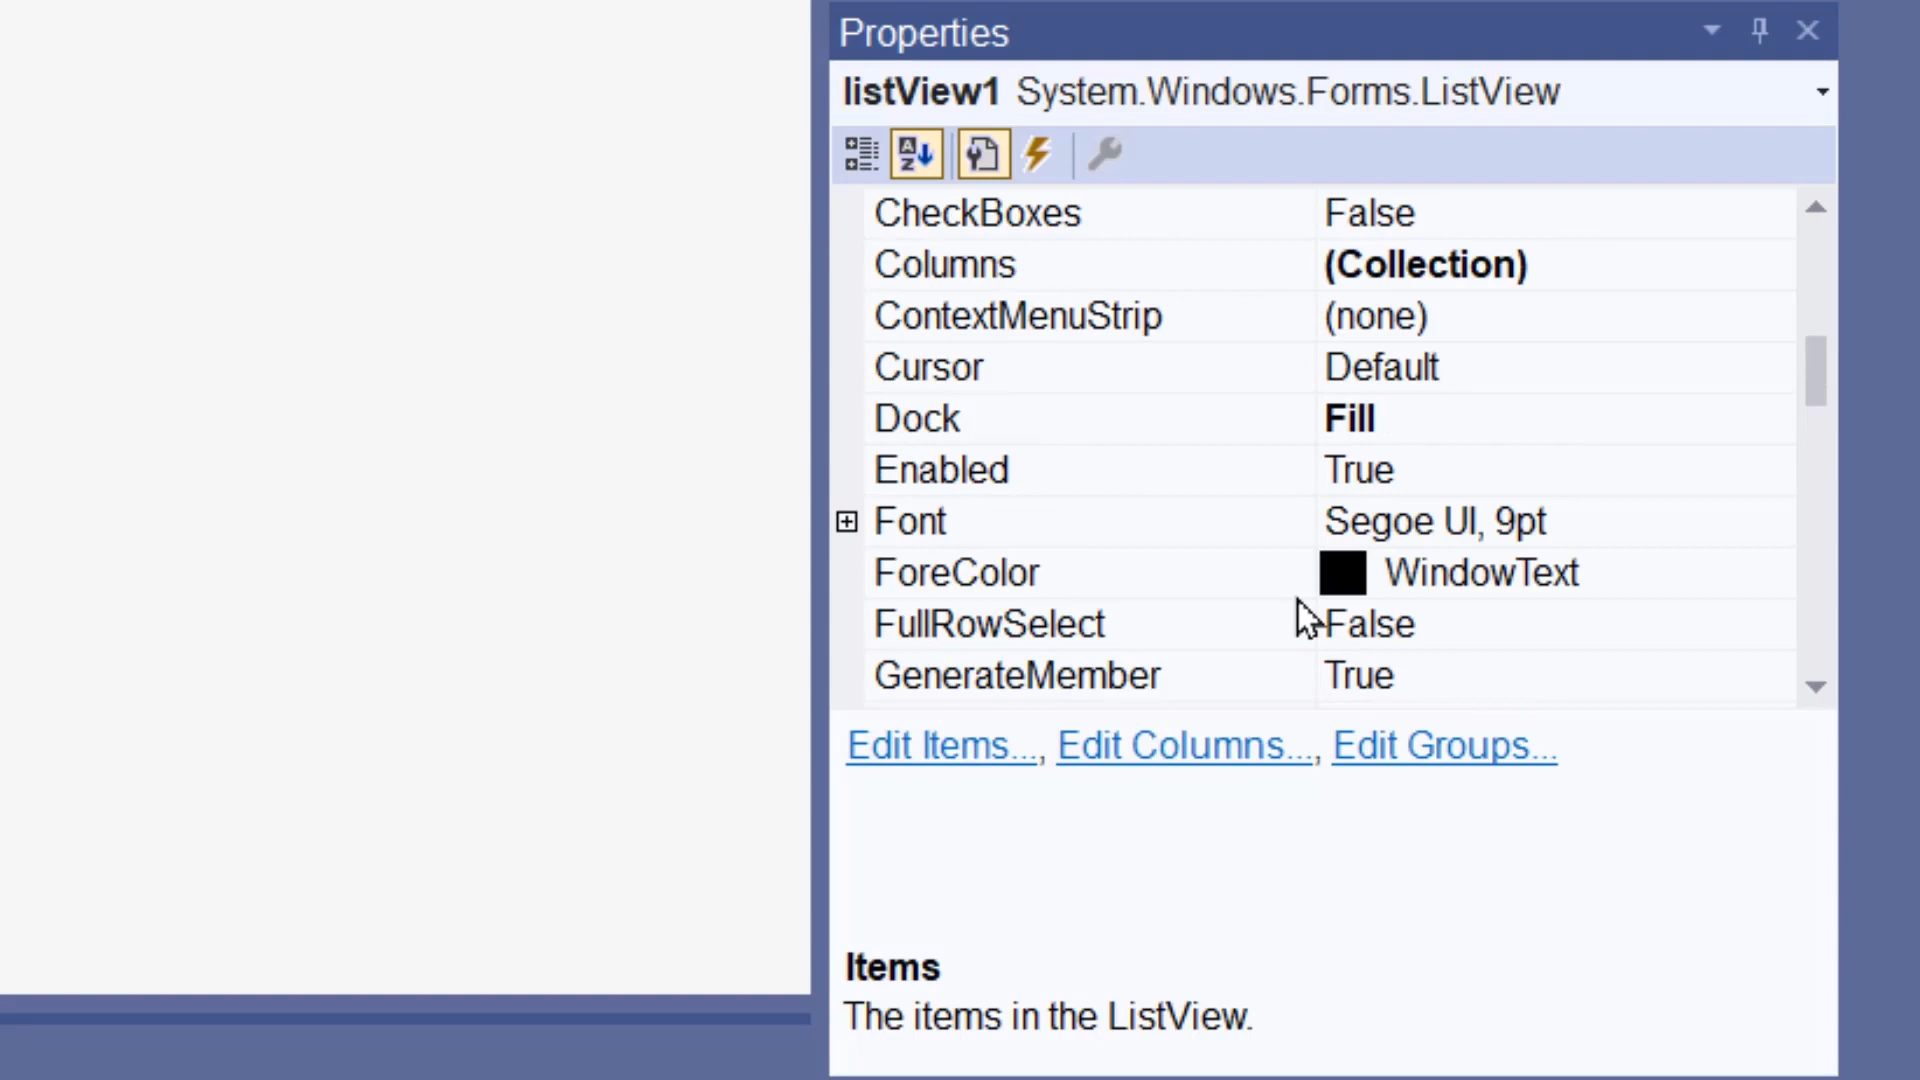 Properties
listView1 System.Windows.Forms.ListView
CheckBoxes False
Columns (Collection)
ContextMenuStrip (none)
Cursor Default
Dock Fill
Enabled True
Font Segoe UI, 9pt
ForeColor WindowText
FullRowSelect False
GenerateMember True
Edit Items..., Edit Columns..., Edit Groups...
Items
The items in the ListView.